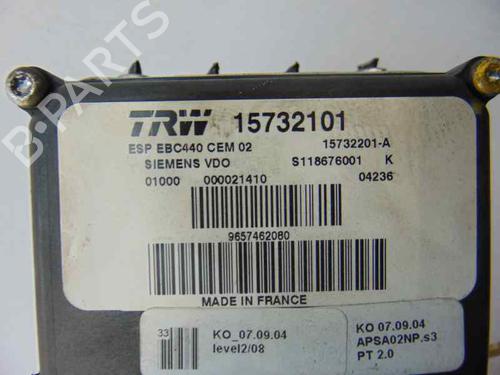 TRW 15732101
ESP EBC440 CEM 02 15732201-A
SIEMENS VDO S118676001 K
01000 000021410 04236
9657462080
MADE IN FRANCE
33
KO_07.09.04
level2/08
KO 07.09.04
APSA02NP.s3
PT 2.0
B-PARTS